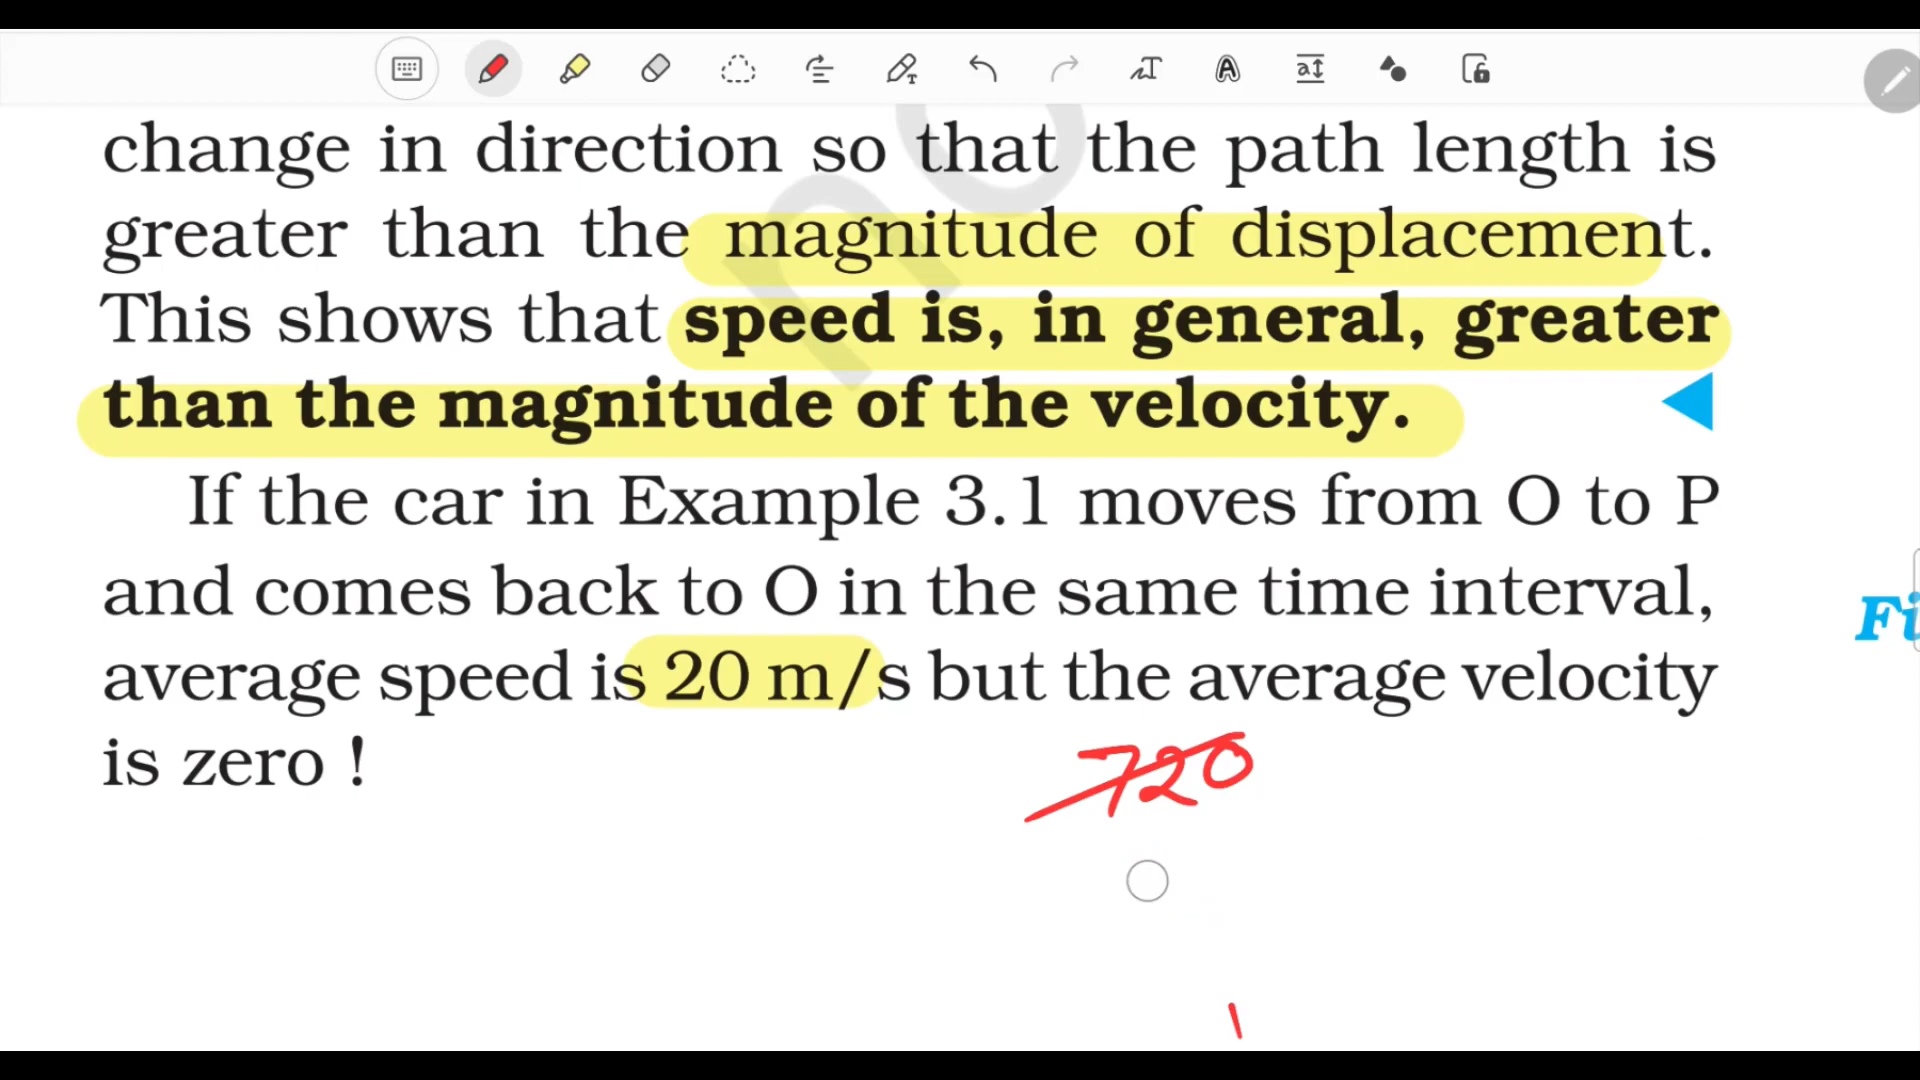 change in direction so that the path length is
greater than the magnitude of displacement.
This shows that speed is, in general, greater
than the magnitude of the velocity.
If the car in Example 3.1 moves from O to P
and comes back to O in the same time interval,
average speed is 20 m/s but the average velocity
is zero !
720
Fi